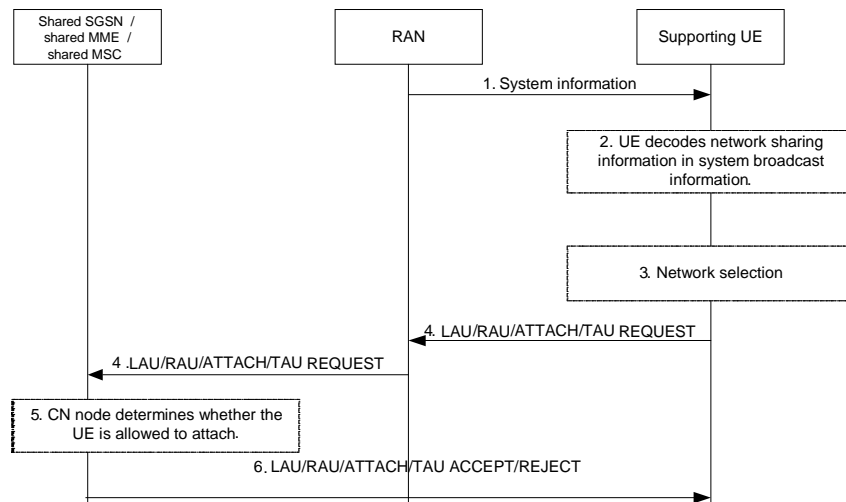 Shared SGSN /
shared MME /
shared MSC
RAN
Supporting UE
1. System information
2. UE decodes network sharing
information in system broadcast
information.
3. Network selection
4. LAU/RAU/ATTACH/TAU REQUEST
4 .LAU/RAU/ATTACH/TAU REQUEST
5. CN node determines whether the
UE is allowed to attach.
6. LAU/RAU/ATTACH/TAU ACCEPT/REJECT